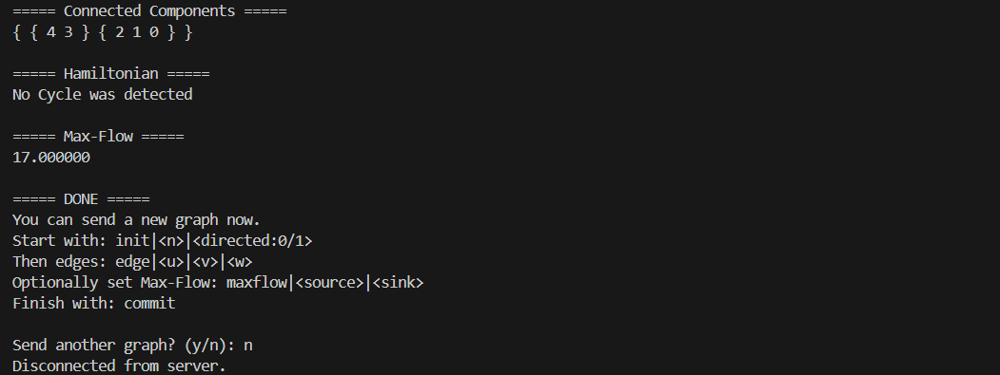 ===== Connected Components =====
{ { 4 3 } { 2 1 0 } }
===== Hamiltonian =====
No Cycle was detected
===== Max-Flow =====
17.000000
===== DONE =====
You can send a new graph now.
Start with: init|<n>|<directed:0/1>
Then edges: edge|<u>|<v>|<w>
Optionally set Max-Flow: maxflow|<source>|<sink>
Finish with: commit
Send another graph? (y/n): n
Disconnected from server.